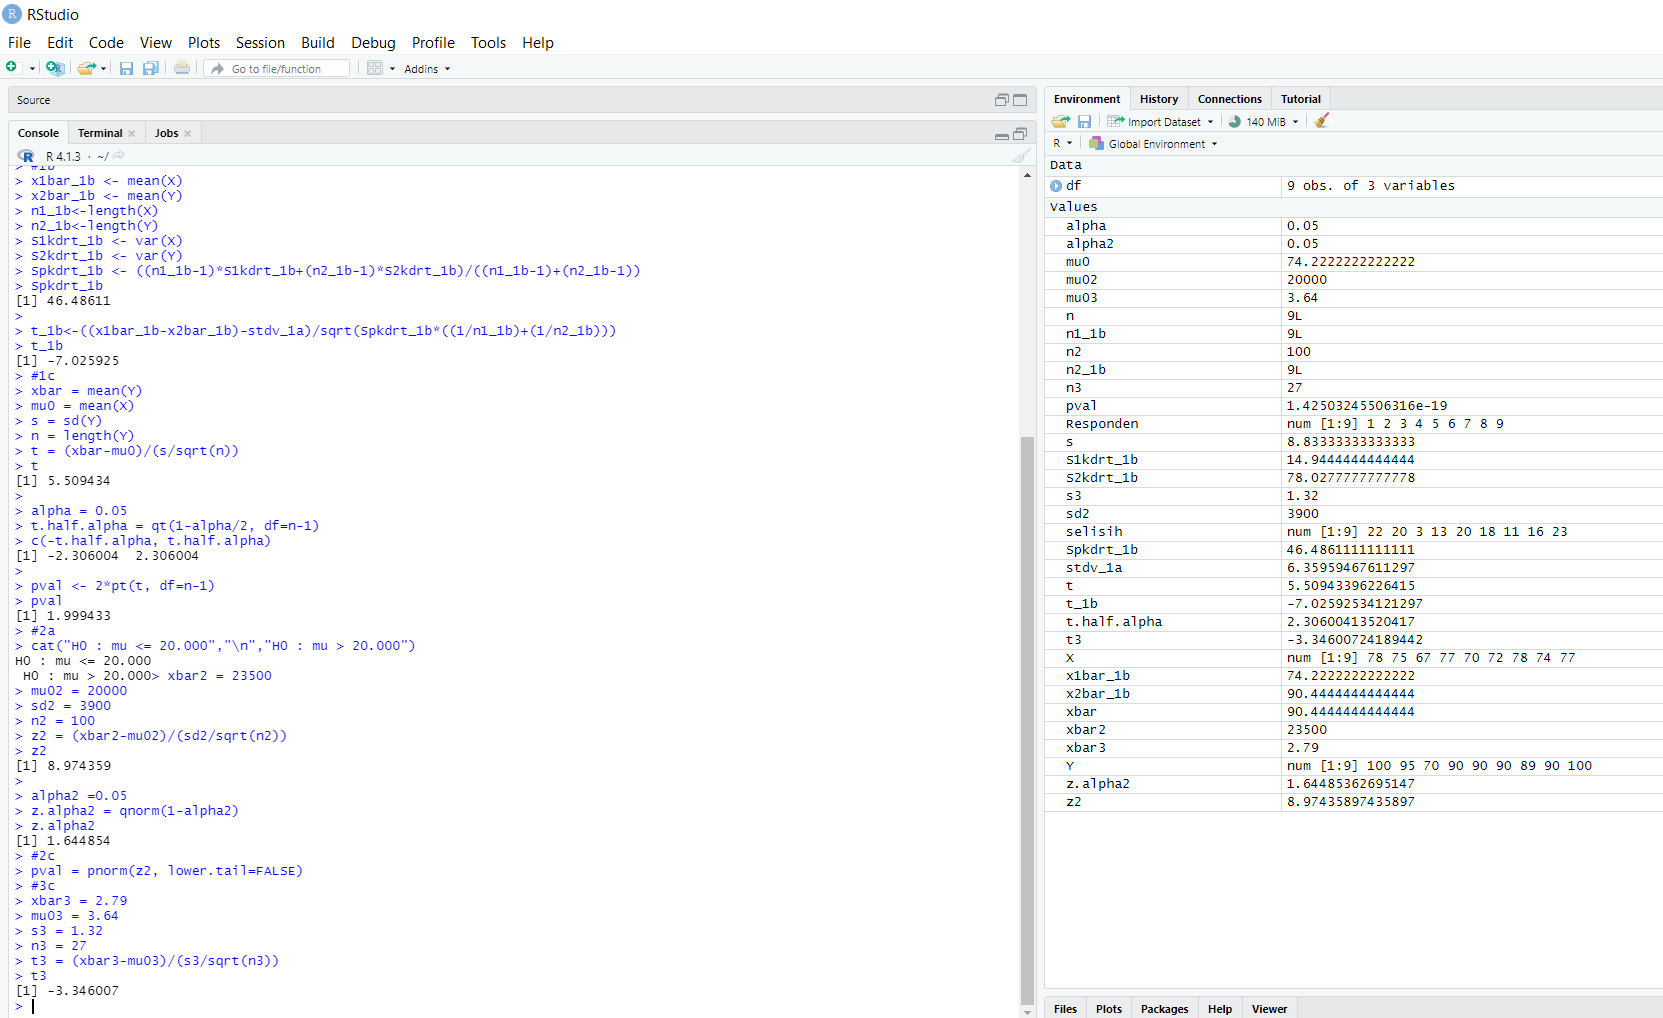 RStudio
File Edit Code View Plots Session Build Debug Profile Tools Help
Go to file/function Addins
Source
Console Terminal Jobs
R 4.1.3 · ~/
> #1b
> x1bar_1b <- mean(X)
> x2bar_1b <- mean(Y)
> n1_1b<-length(X)
> n2_1b<-length(Y)
> S1kdrt_1b <- var(X)
> S2kdrt_1b <- var(Y)
> Spkdrt_1b <- ((n1_1b-1)*S1kdrt_1b+(n2_1b-1)*S2kdrt_1b)/((n1_1b-1)+(n2_1b-1))
> Spkdrt_1b
[1] 46.48611
>
> t_1b<-((x1bar_1b-x2bar_1b)-stdv_1a)/sqrt(Spkdrt_1b*((1/n1_1b)+(1/n2_1b)))
> t_1b
[1] -7.025925
> #1c
> xbar = mean(Y)
> mu0 = mean(X)
> s = sd(Y)
> n = length(Y)
> t = (xbar-mu0)/(s/sqrt(n))
> t
[1] 5.509434
>
> alpha = 0.05
> t.half.alpha = qt(1-alpha/2, df=n-1)
> c(-t.half.alpha, t.half.alpha)
[1] -2.306004  2.306004
>
> pval <- 2*pt(t, df=n-1)
> pval
[1] 1.999433
> #2a
> cat("H0 : mu <= 20.000","\n","H0 : mu > 20.000")
H0 : mu <= 20.000
 H0 : mu > 20.000> xbar2 = 23500
> mu02 = 20000
> sd2 = 3900
> n2 = 100
> z2 = (xbar2-mu02)/(sd2/sqrt(n2))
> z2
[1] 8.974359
>
> alpha2 =0.05
> z.alpha2 = qnorm(1-alpha2)
> z.alpha2
[1] 1.644854
> #2c
> pval = pnorm(z2, lower.tail=FALSE)
> #3c
> xbar3 = 2.79
> mu03 = 3.64
> s3 = 1.32
> n3 = 27
> t3 = (xbar3-mu03)/(s3/sqrt(n3))
> t3
[1] -3.346007
>
Environment History Connections Tutorial
Import Dataset 140 MiB
R Global Environment
Data
df 9 obs. of 3 variables
Values
alpha 0.05
alpha2 0.05
mu0 74.2222222222222
mu02 20000
mu03 3.64
n 9L
n1_1b 9L
n2 100
n2_1b 9L
n3 27
pval 1.42503245506316e-19
Responden num [1:9] 1 2 3 4 5 6 7 8 9
s 8.83333333333333
S1kdrt_1b 14.9444444444444
S2kdrt_1b 78.0277777777778
s3 1.32
sd2 3900
selisih num [1:9] 22 20 3 13 20 18 11 16 23
Spkdrt_1b 46.4861111111111
stdv_1a 6.35959467611297
t 5.50943396226415
t_1b -7.02592534121297
t.half.alpha 2.30600413520417
t3 -3.34600724189442
X num [1:9] 78 75 67 77 70 72 78 74 77
x1bar_1b 74.2222222222222
x2bar_1b 90.4444444444444
xbar 90.4444444444444
xbar2 23500
xbar3 2.79
Y num [1:9] 100 95 70 90 90 90 89 90 100
z.alpha2 1.64485362695147
z2 8.97435897435897
Files Plots Packages Help Viewer